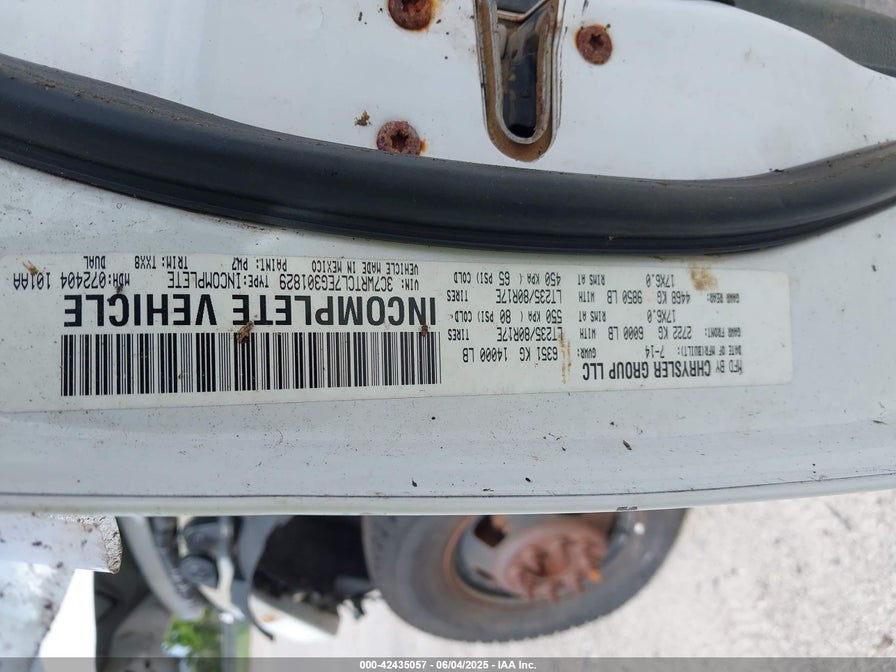 MFD BY CHRYSLER GROUP LLC
DATE OF MFR(BUILT): 7-14 GVWR: 6351 KG 14000 LB
GAWR FRONT: 2722 KG 6000 LB WITH TIRES LT235/80R17E
17X6.0 RIMS AT 550 KPA( 80 PSI) COLD
GAWR REAR: 4468 KG 9850 LB WITH TIRES LT235/80R17E
17X6.0 RIMS AT 450 KPA ( 65 PSI) COLD
INCOMPLETE VEHICLE
VIN: 3C7WRTCL7EG301829 TYPE:INCOMPLETE MDH:072404 101AA
VEHICLE MADE IN MEXICO PAINT: PW7 TRIM: TXX8 DUAL
000-42435057 - 06/04/2025 - IAA Inc.